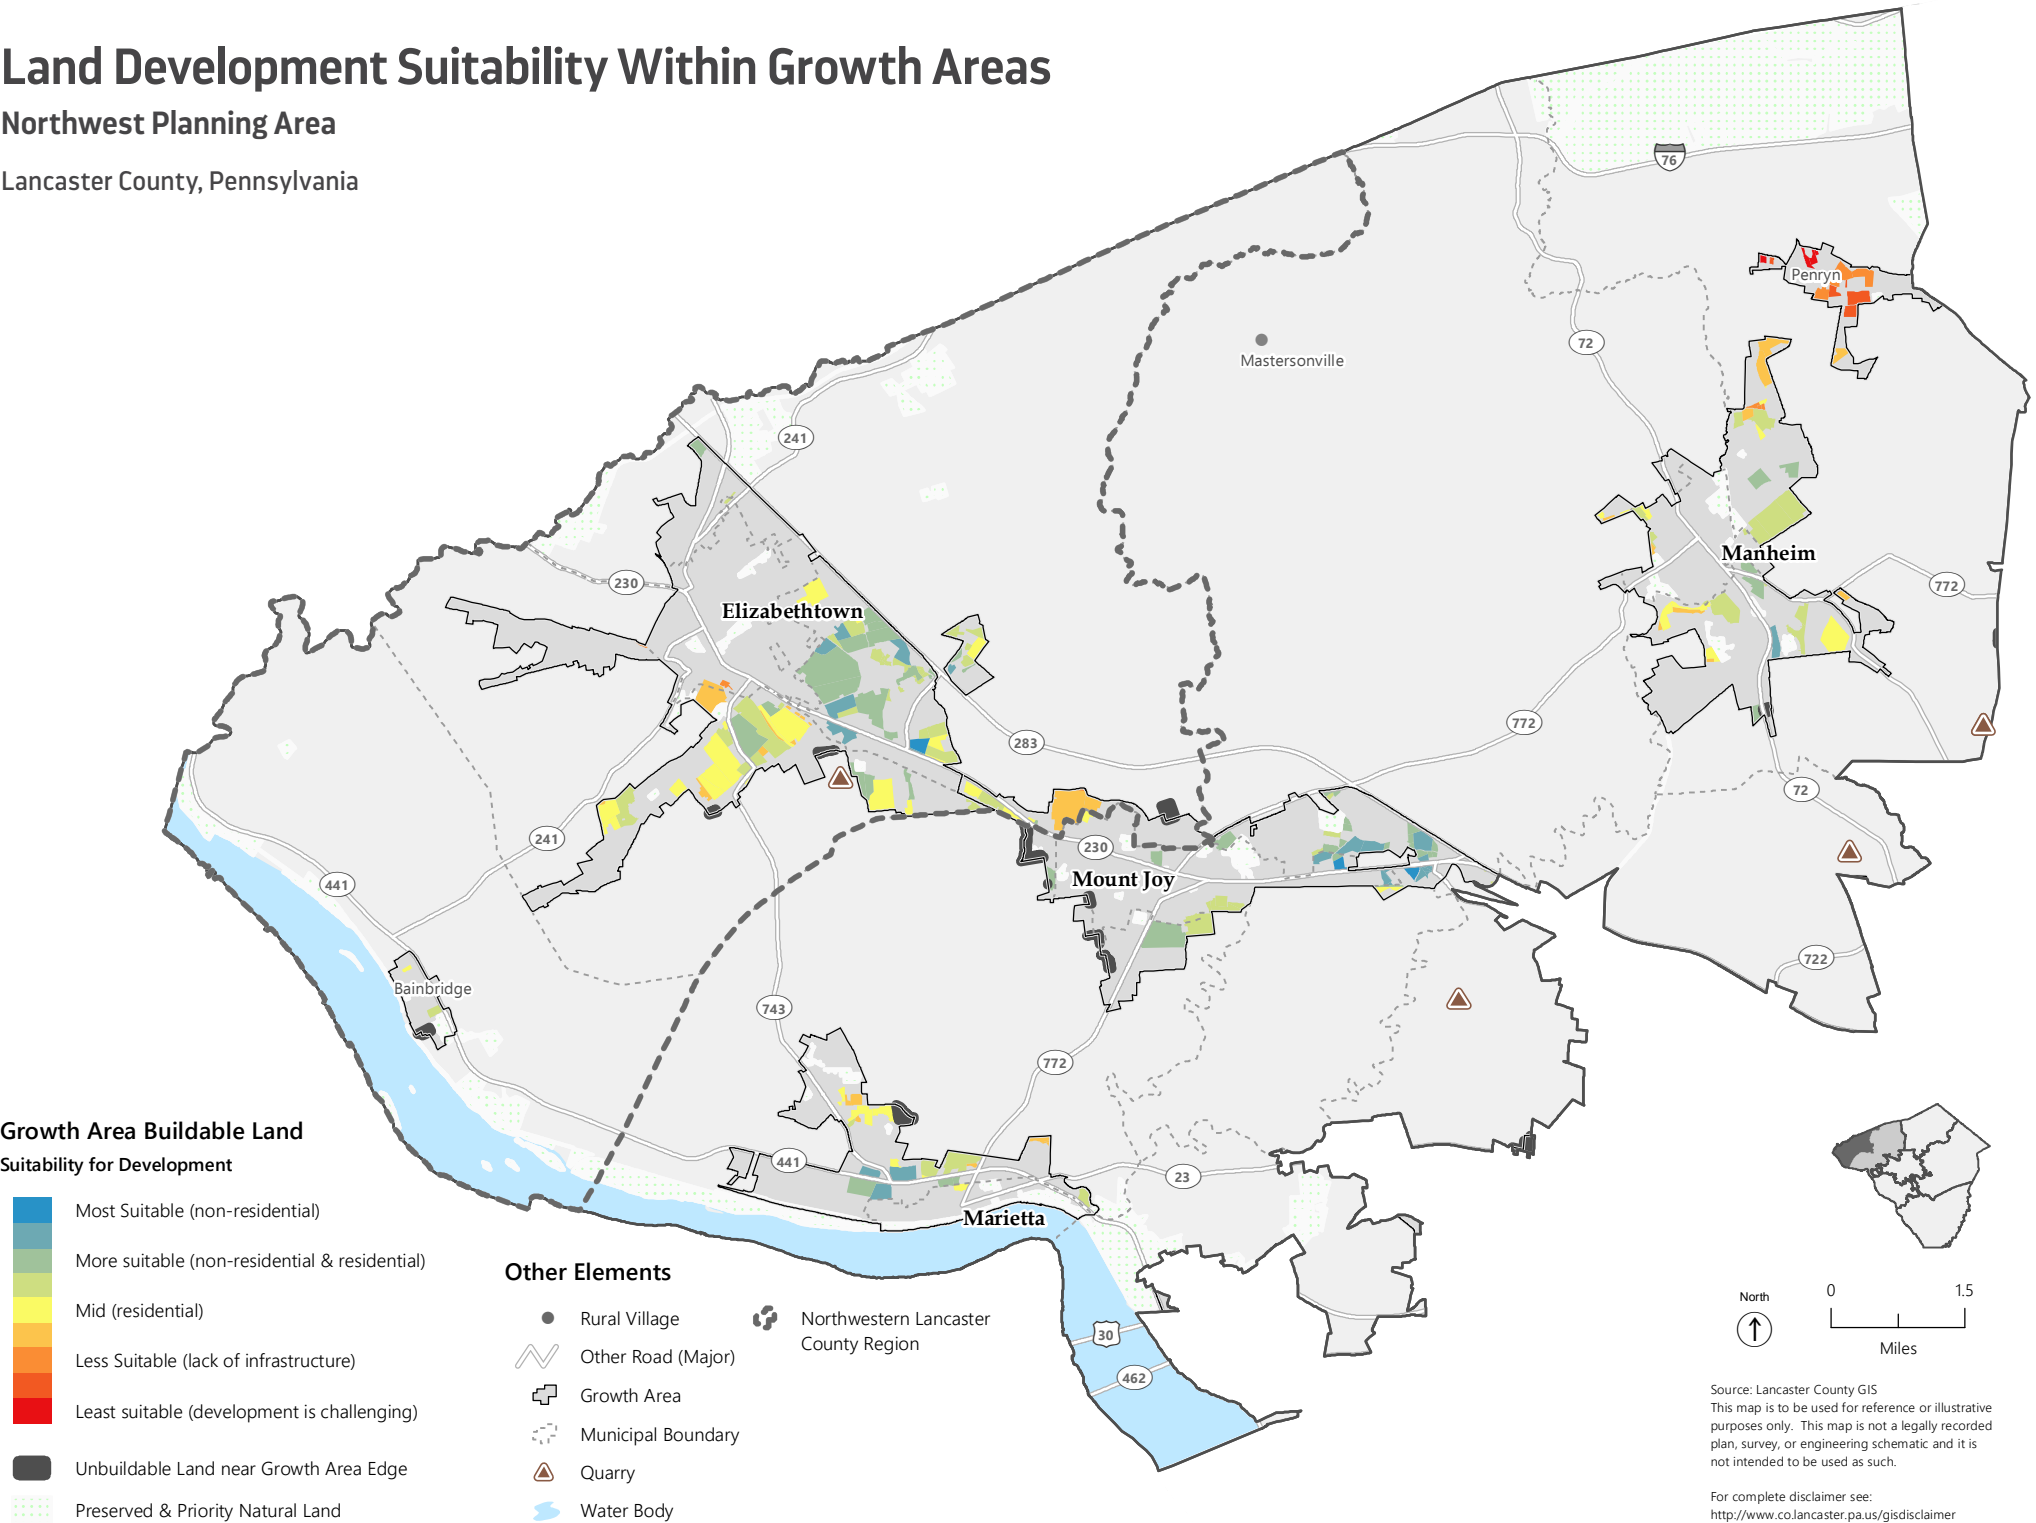 Land Development Suitability Within Growth Areas
Northwest Planning Area
Lancaster County, Pennsylvania
76
Penryn
72
Mastersonville
241
230
Manheim
772
Elizabethtown
283
772
72
241
230
Mount Joy
441
722
Bainbridge
743
772
441
23
Marietta
30
462
Growth Area Buildable Land
Suitability for Development
Most Suitable (non-residential)
More suitable (non-residential & residential)
Mid (residential)
Less Suitable (lack of infrastructure)
Least suitable (development is challenging)
Unbuildable Land near Growth Area Edge
Preserved & Priority Natural Land
Other Elements
Rural Village
Other Road (Major)
Growth Area
Municipal Boundary
Quarry
Water Body
Northwestern Lancaster
County Region
North
0 1.5
Miles
Source: Lancaster County GIS
This map is to be used for reference or illustrative
purposes only. This map is not a legally recorded
plan, survey, or engineering schematic and it is
not intended to be used as such.
For complete disclaimer see:
http://www.co.lancaster.pa.us/gisdisclaimer